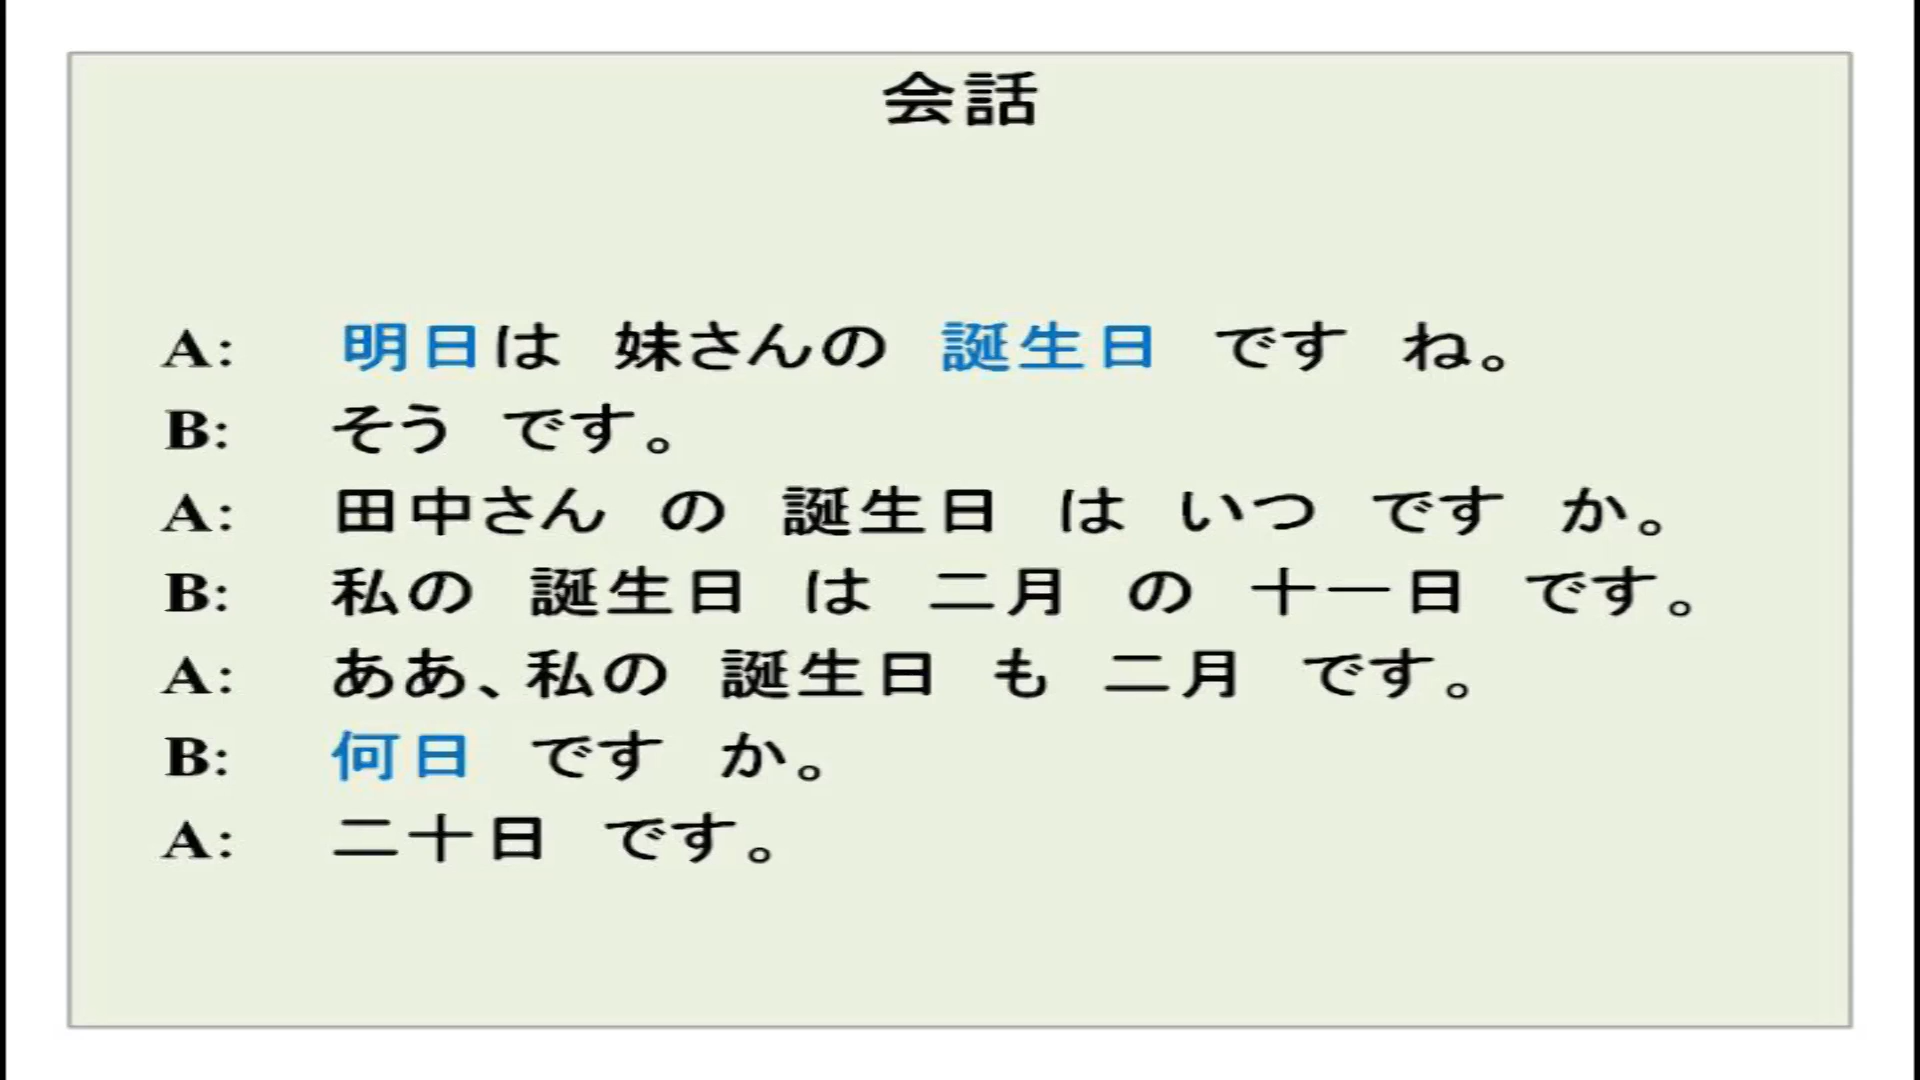 会話
A: 明日は 妹さんの 誕生日 です ね。
B: そう です。
A: 田中さん の 誕生日 は いつ です か。
B: 私の 誕生日 は 二月 の 十一日 です。
A: ああ、私の 誕生日 も 二月 です。
B: 何日 です か。
A: 二十日 です。